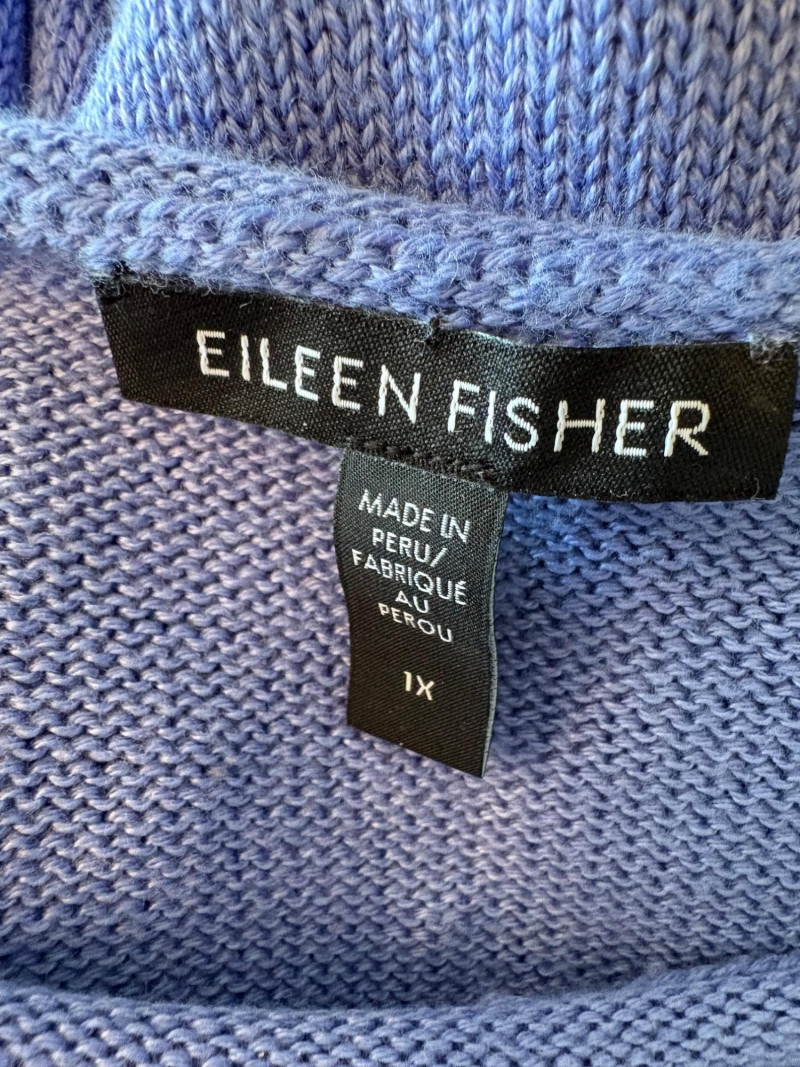 EILEEN FISHER
MADE IN
PERU/
FABRIQUÉ
AU
PEROU
1X